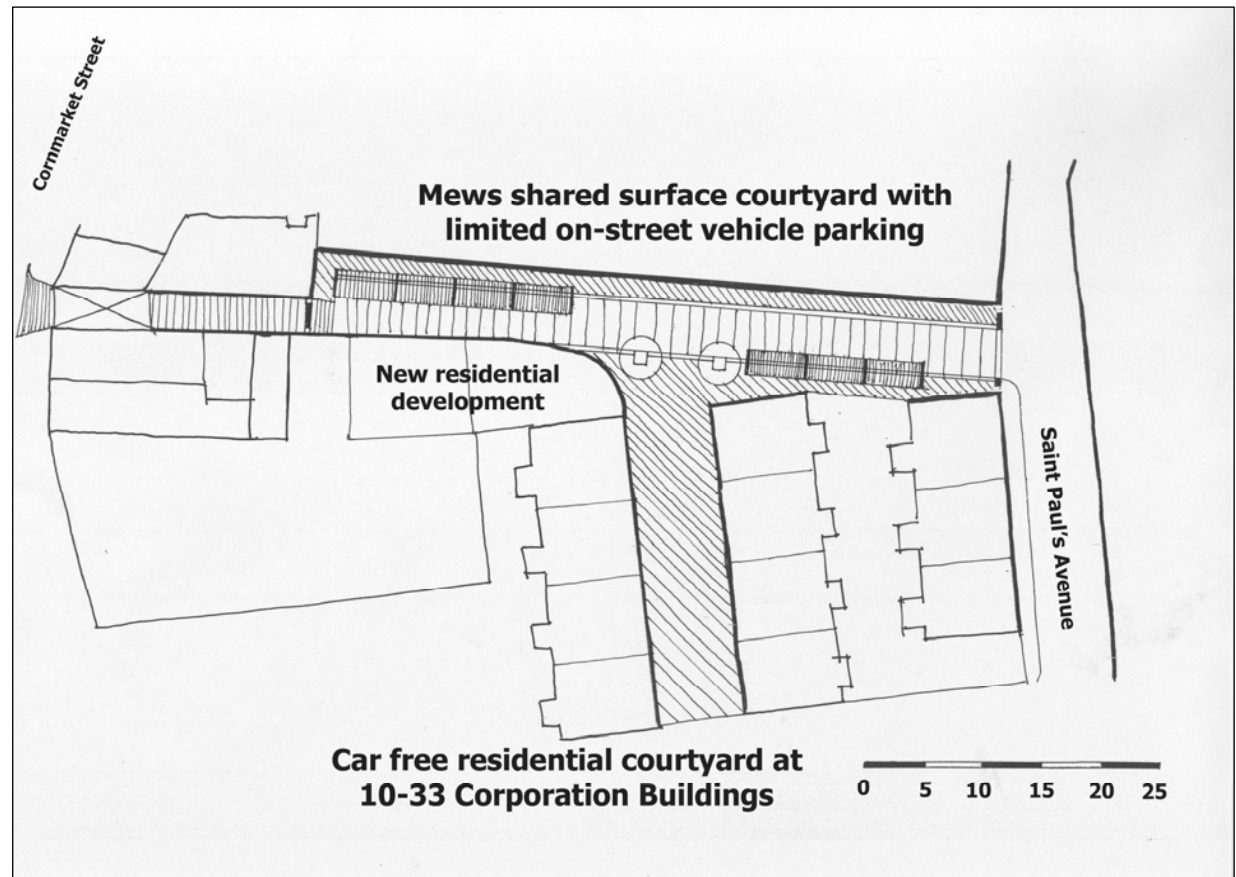 Cornmarket Street
Mews shared surface courtyard with
limited on-street vehicle parking
New residential
development
Saint Paul's Avenue
Car free residential courtyard at
10-33 Corporation Buildings
0 5 10 15 20 25